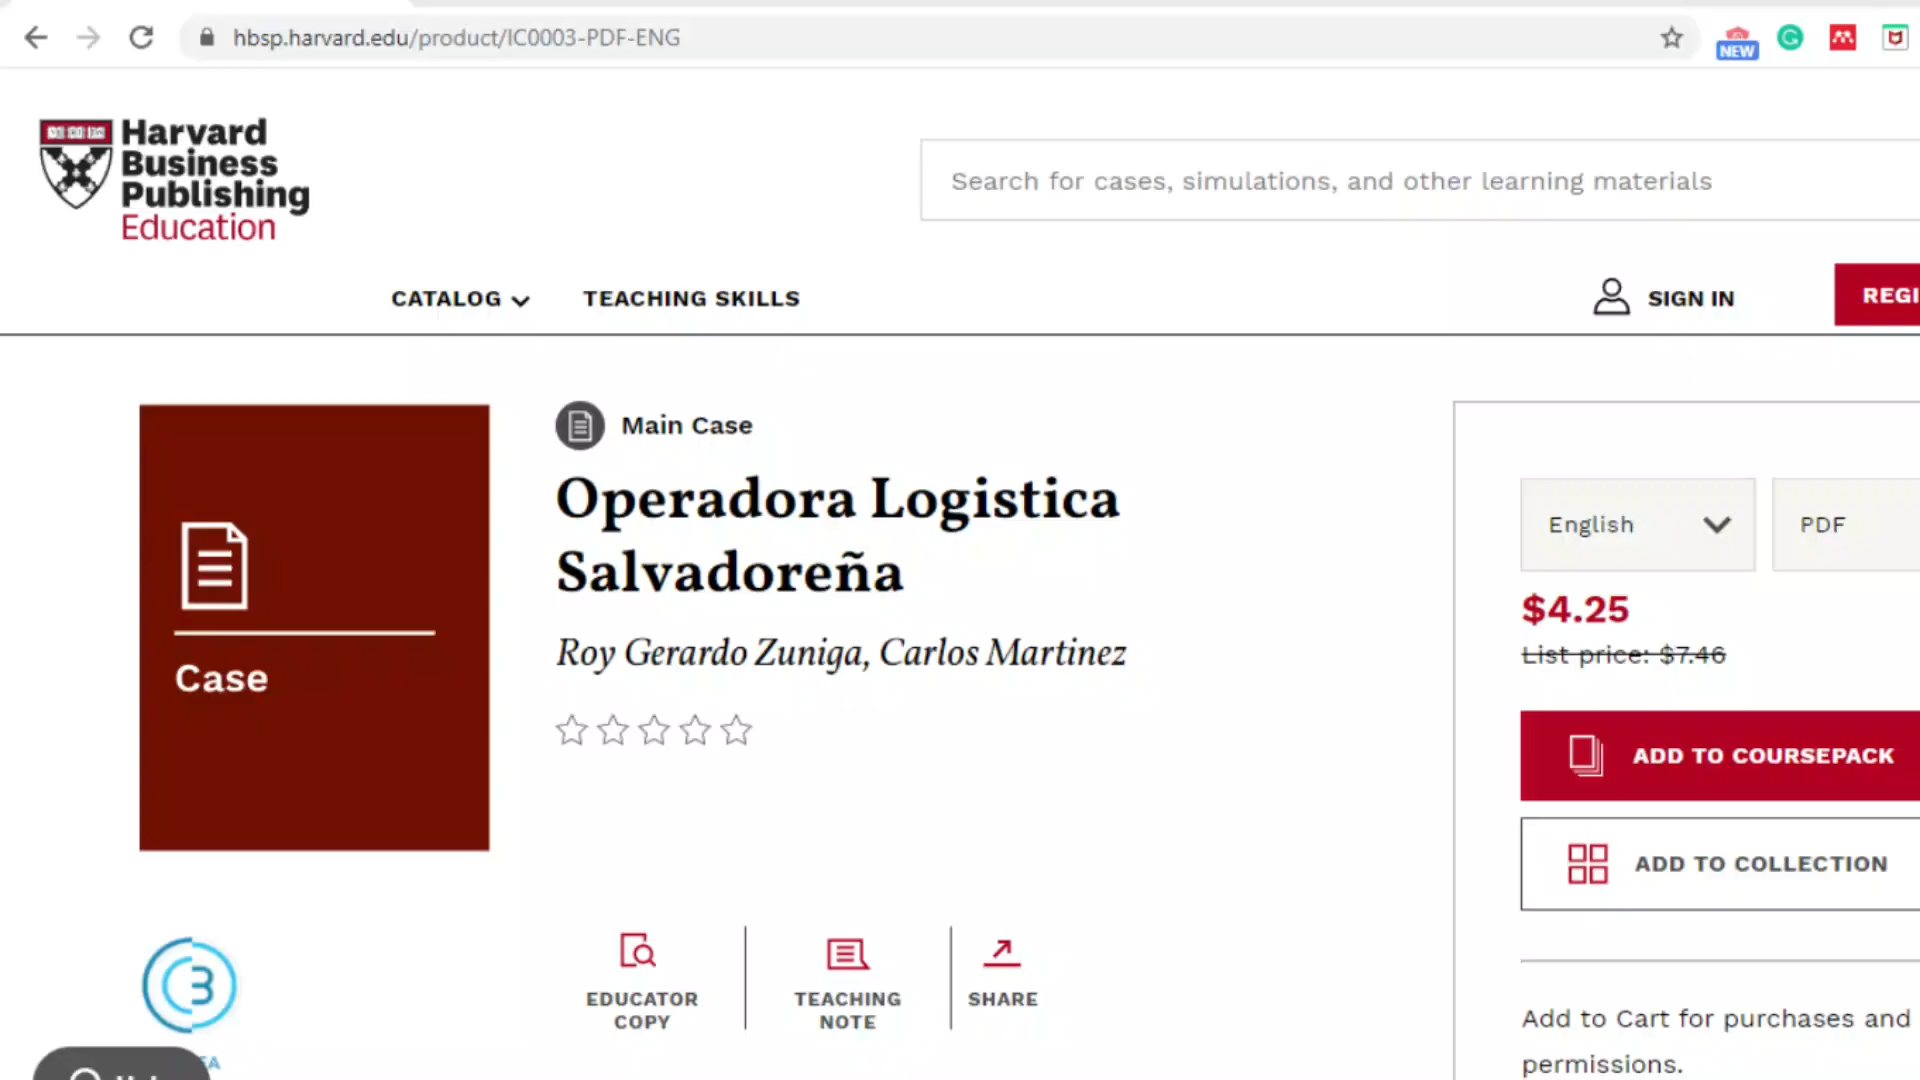 hbsp.harvard.edu/product/IC0003-PDF-ENG
NEW
Harvard
Business
Publishing
Education
Search for cases, simulations, and other learning materials
CATALOG
TEACHING SKILLS
SIGN IN
REGI
Case
Main Case
Operadora Logistica
Salvadoreña
Roy Gerardo Zuniga, Carlos Martinez
EDUCATOR
COPY
TEACHING
NOTE
SHARE
English
PDF
$4.25
List price: $7.46
ADD TO COURSEPACK
ADD TO COLLECTION
Add to Cart for purchases and
permissions.